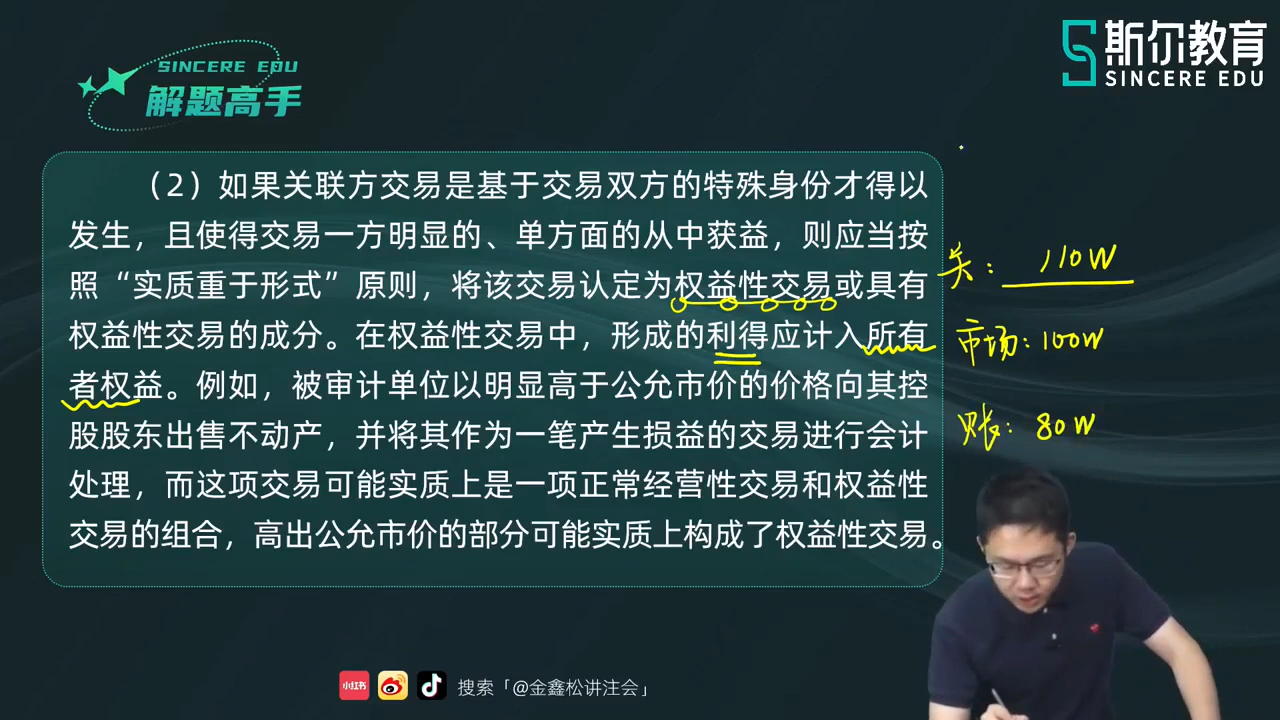 SINCERE EDU
解题高手
斯尔教育
SINCERE EDU
（2）如果关联方交易是基于交易双方的特殊身份才得以
发生，且使得交易一方明显的、单方面的从中获益，则应当按
照“实质重于形式”原则，将该交易认定为权益性交易或具有
权益性交易的成分。在权益性交易中，形成的利得应计入所有
者权益。例如，被审计单位以明显高于公允市价的价格向其控
股股东出售不动产，并将其作为一笔产生损益的交易进行会计
处理，而这项交易可能实质上是一项正常经营性交易和权益性
交易的组合，高出公允市价的部分可能实质上构成了权益性交易。
关：110W
市场：100W
账：80W
小红书
搜索「@金鑫松讲注会」